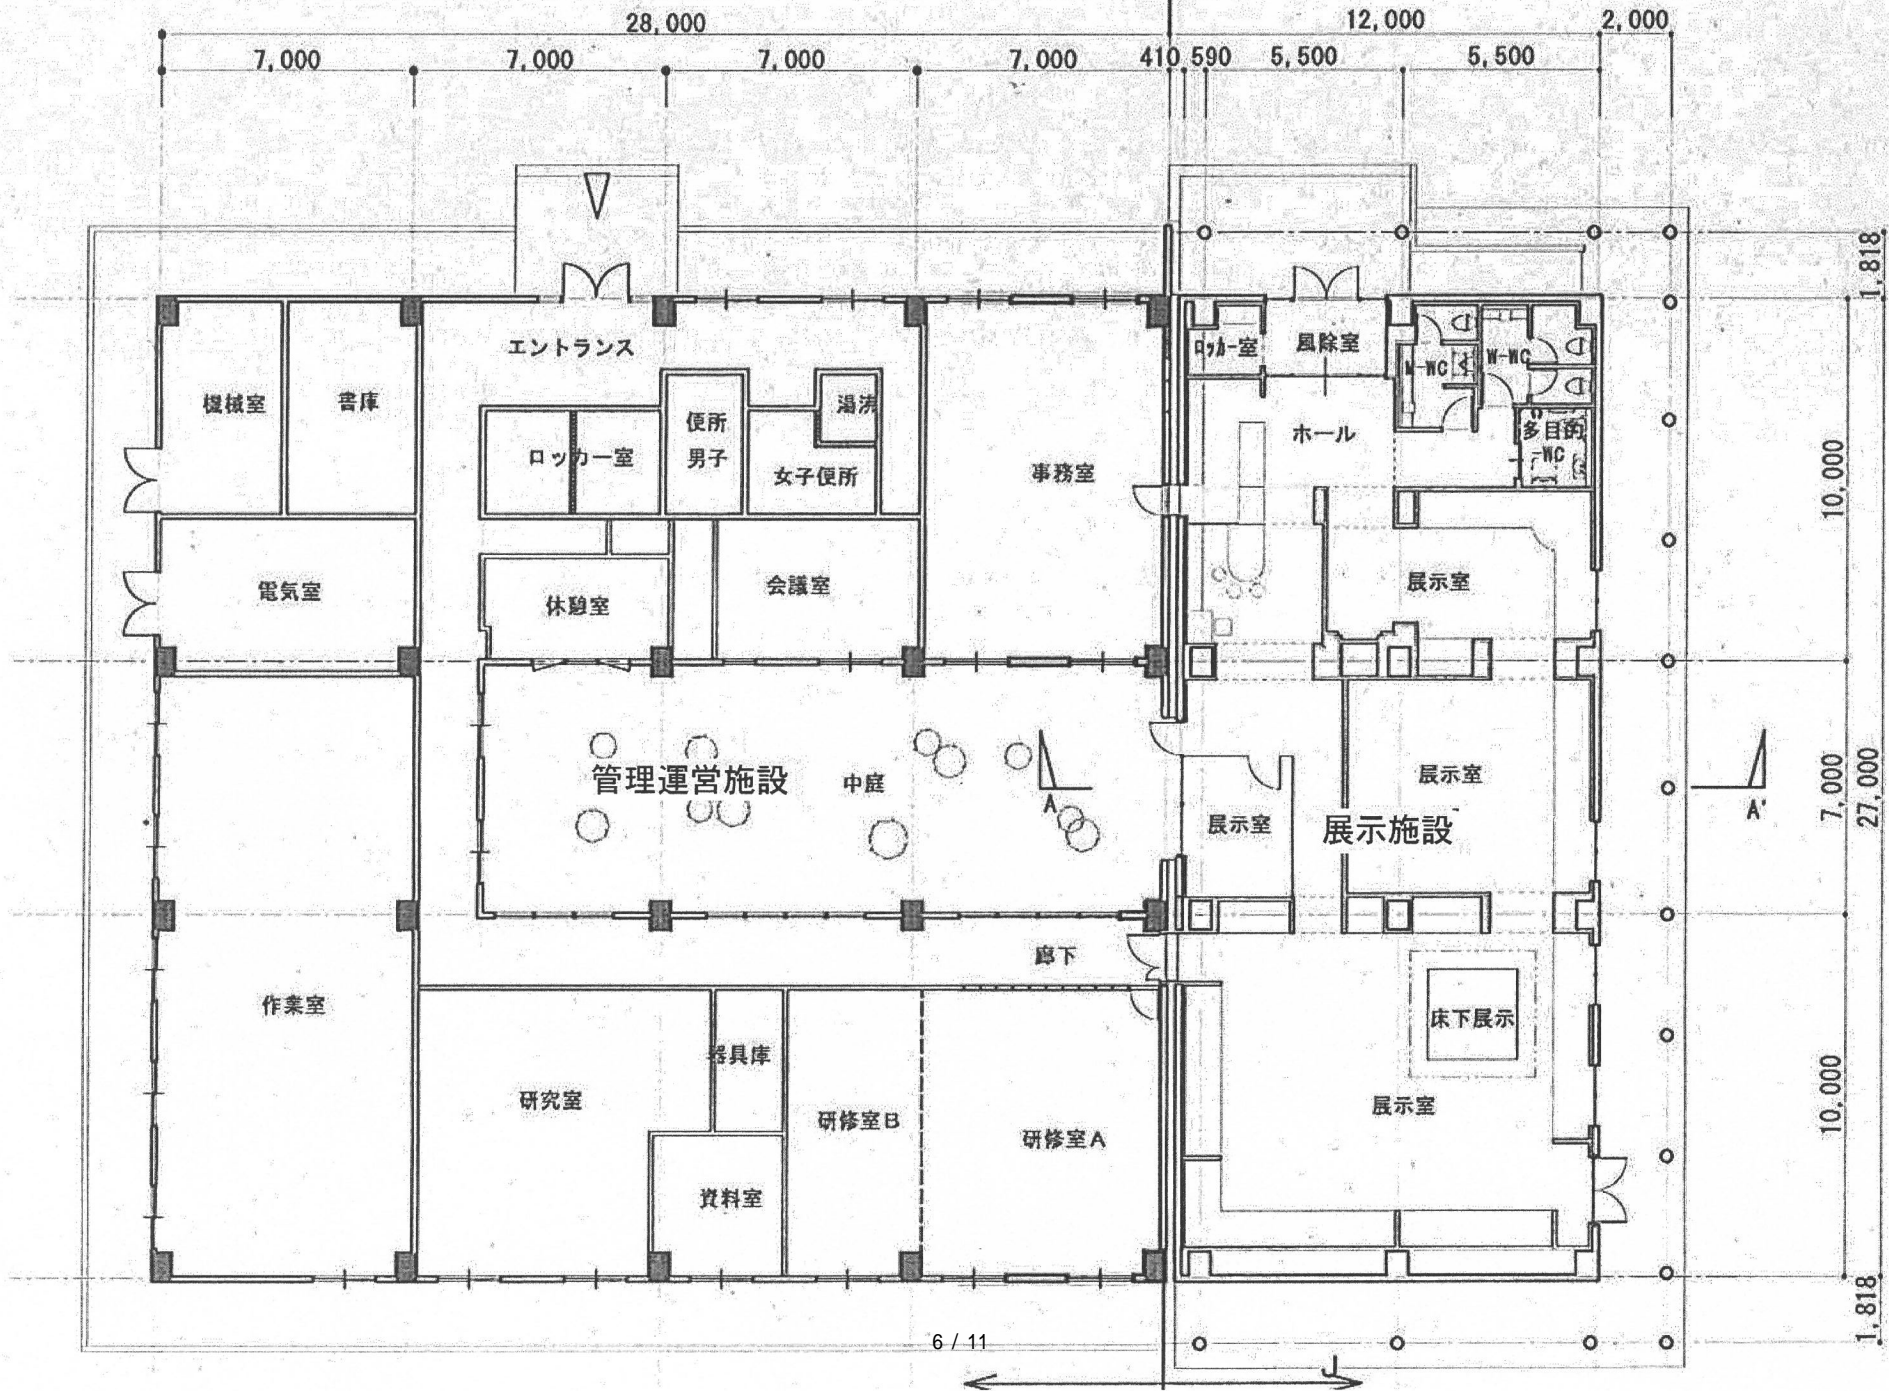 28,000
12,000
2,000
7,000
7,000
7,000
7,000
410
590
5,500
5,500
1,818
エントランス
ロッカー室
風除室
M-WC
W-WC
機械室
書庫
湯沸
便所
男子
ロッカー室
女子便所
事務室
ホール
多目的
-WC
10,000
電気室
休憩室
会議室
展示室
管理運営施設
中庭
A
展示室
展示室
展示施設
A'
7,000
27,000
廊下
作業室
床下展示
器具庫
研究室
研修室B
研修室A
展示室
10,000
資料室
1,818
6 / 11